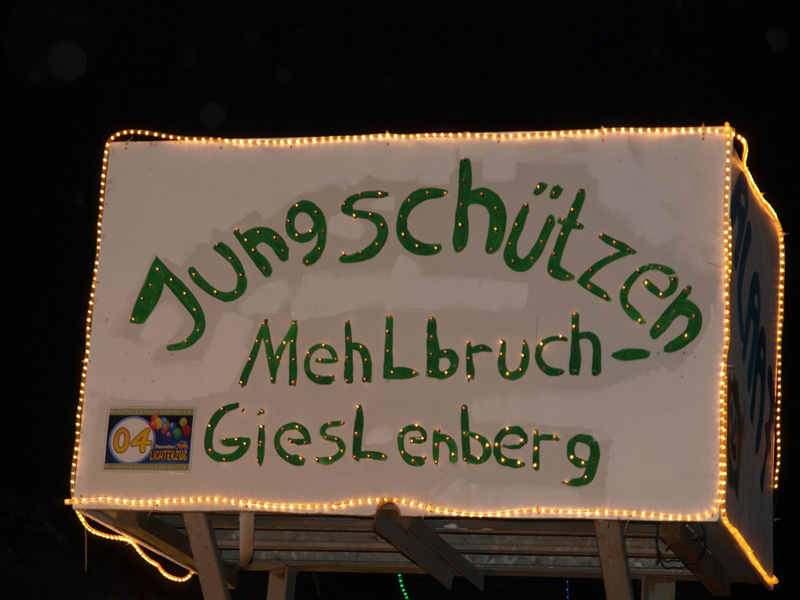 Jungschützen
Mehlbruch-
Gieslenberg
04
LICHTERZUG